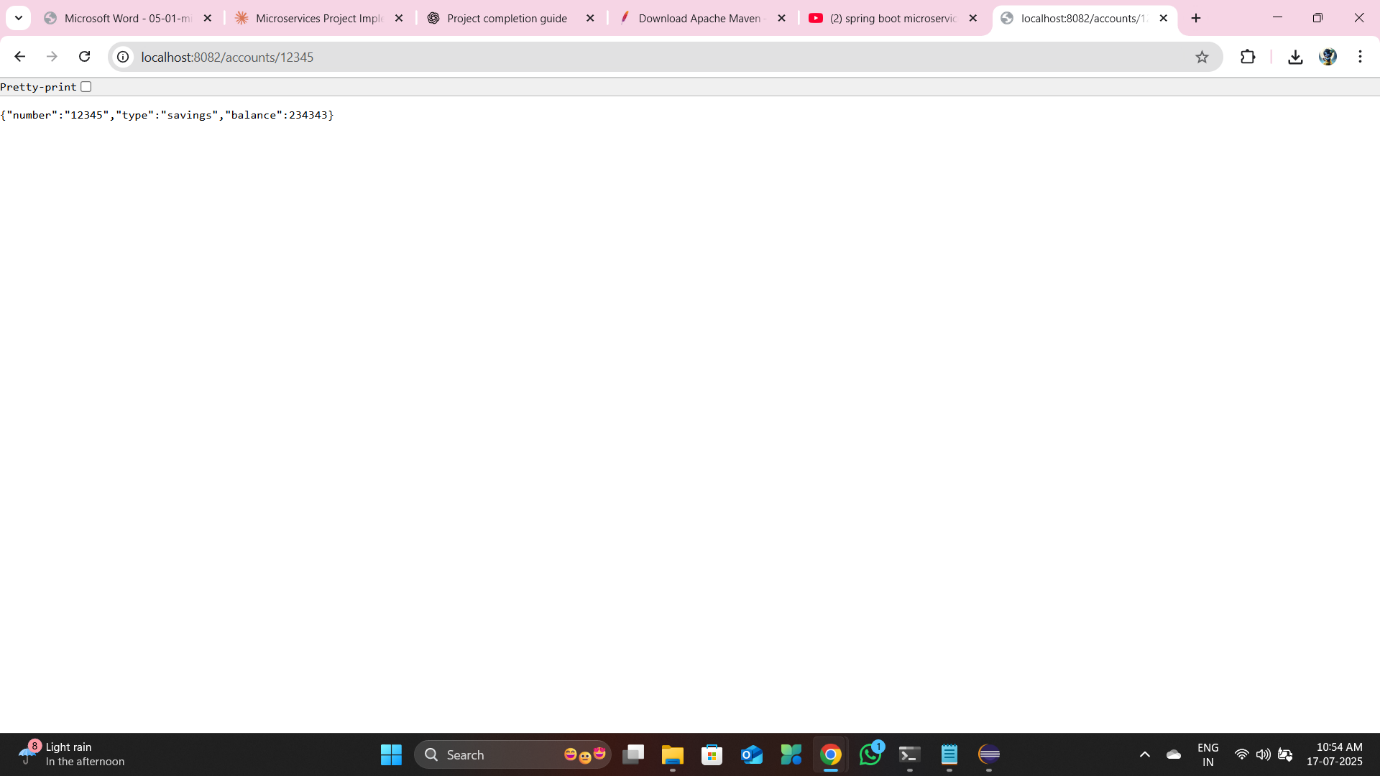 Microsoft Word - 05-01-mi
Microservices Project Imple
Project completion guide
Download Apache Maven
(2) spring boot microservic
localhost:8082/accounts/1
localhost:8082/accounts/12345
Pretty-print
{"number":"12345","type":"savings","balance":234343}
8
Light rain
In the afternoon
Search
1
ENG
IN
10:54 AM
17-07-2025